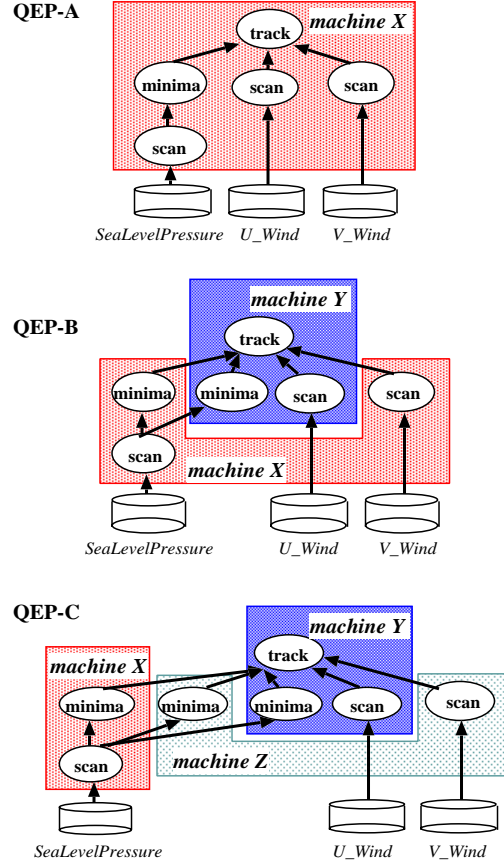 QEP-A
machine X
track
minima
scan
scan
scan
SeaLevelPressure
U_Wind
V_Wind
QEP-B
machine Y
track
minima
minima
scan
scan
scan
machine X
SeaLevelPressure
U_Wind
V_Wind
QEP-C
machine Y
machine X
track
minima
minima
minima
scan
scan
scan
machine Z
SeaLevelPressure
U_Wind
V_Wind